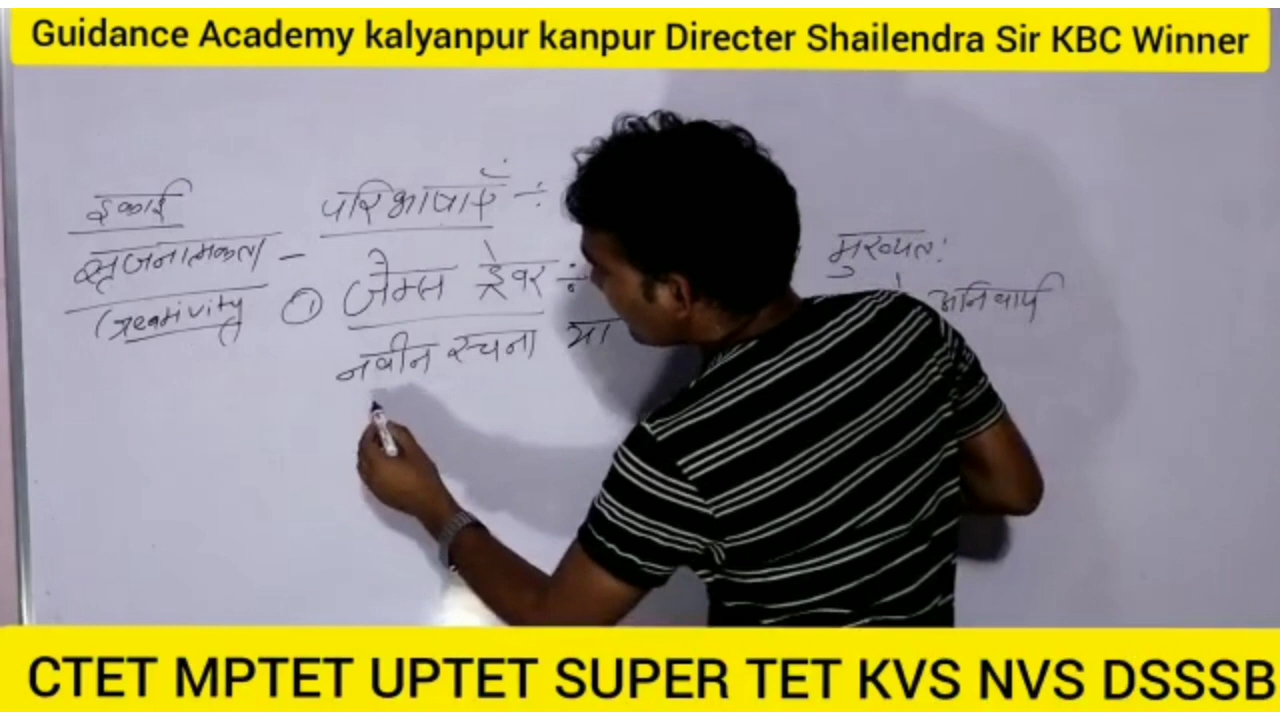 Guidance Academy kalyanpur kanpur Directer Shailendra Sir KBC Winner
इकाई
सृजनात्मकता -
(Creativity
परिभाषाएँ ÷
① जेम्स ड्रेवर ÷
नवीन रचना या
मुख्यतः
अनिवार्य
CTET MPTET UPTET SUPER TET KVS NVS DSSSB